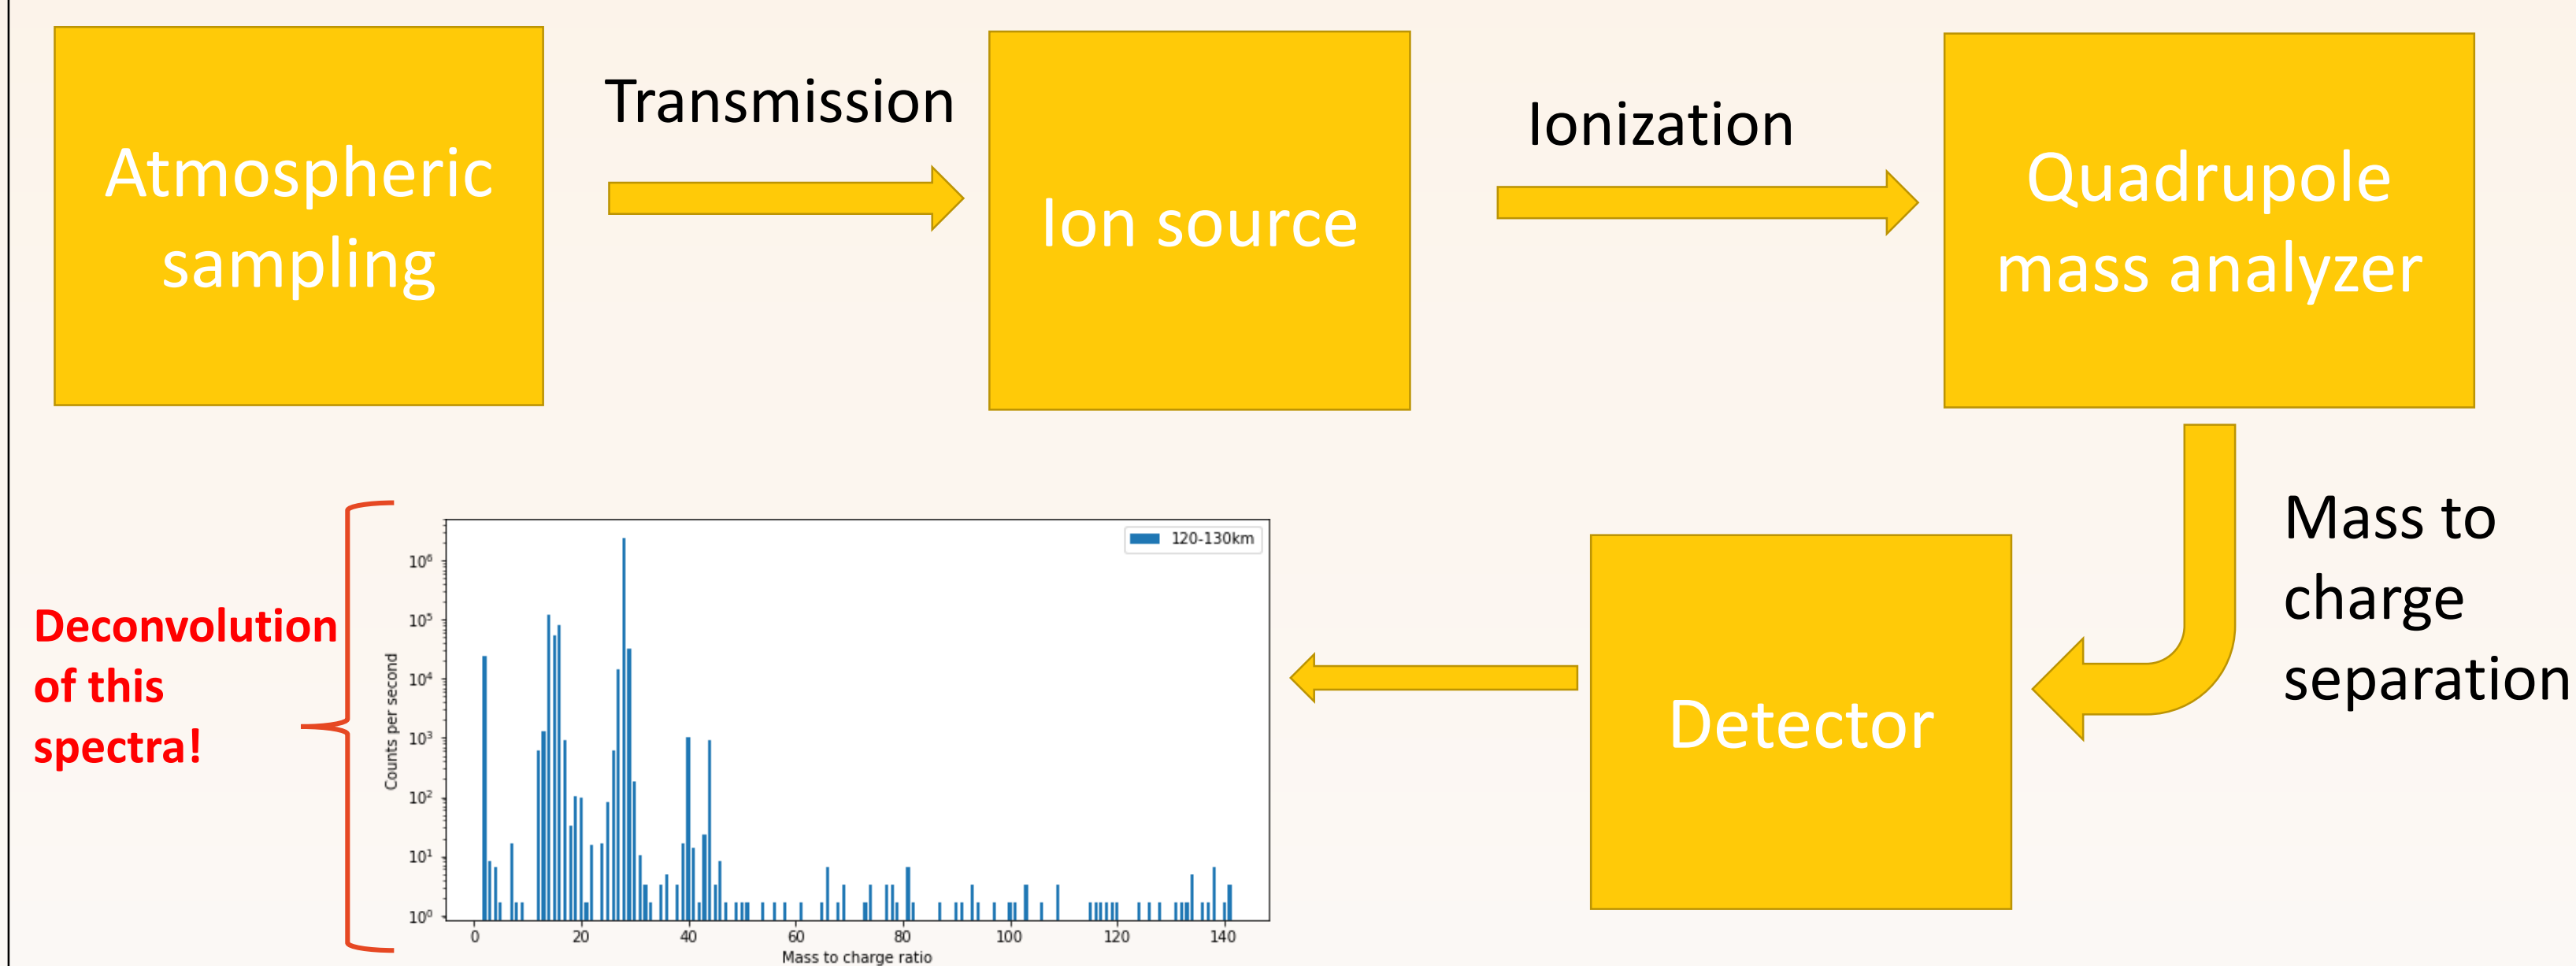 Atmospheric
sampling
Transmission
Ion source
Ionization
Quadrupole
mass analyzer
Mass to
charge
separation
Detector
Deconvolution
of this
spectra!
120-130km
Counts per second
10⁶
10⁵
10⁴
10³
10²
10¹
10⁰
0 20 40 60 80 100 120 140
Mass to charge ratio